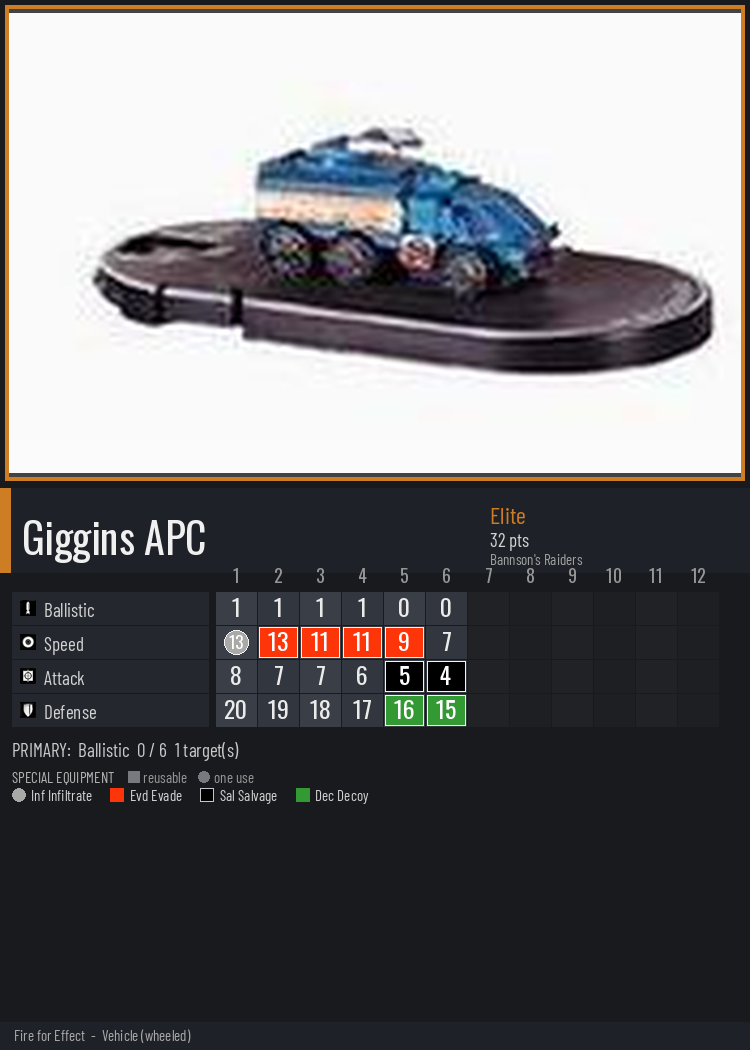 Giggins APC
Elite
32 pts
Bannson's Raiders
1 2 3 4 5 6 7 8 9 10 11 12
Ballistic 1 1 1 1 0 0
Speed 13 13 11 11 9 7
Attack 8 7 7 6 5 4
Defense 20 19 18 17 16 15
PRIMARY: Ballistic 0 / 6 1 target(s)
SPECIAL EQUIPMENT reusable one use
Inf Infiltrate Evd Evade Sal Salvage Dec Decoy
Fire for Effect - Vehicle (wheeled)